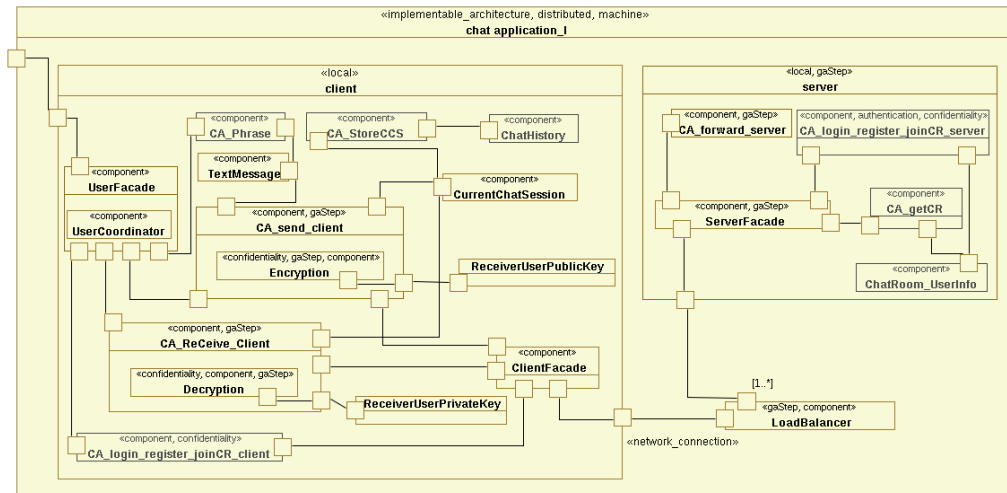 «implementable_architecture, distributed, machine»
chat application_I
«local»
client
«component»
CA_Phrase
«component»
CA_StoreCCS
«component»
ChatHistory
«component»
UserFacade
«component»
TextMessage
«component»
CurrentChatSession
«component»
UserCoordinator
«component, gaStep»
CA_send_client
«confidentiality, gaStep, component»
Encryption
ReceiverUserPublicKey
«component, gaStep»
CA_ReCeive_Client
«confidentiality, component, gaStep»
Decryption
ReceiverUserPrivateKey
«component»
ClientFacade
«component, confidentiality»
CA_login_register_joinCR_client
«local, gaStep»
server
«component, gaStep»
CA_forward_server
«component, authentication, confidentiality»
CA_login_register_joinCR_server
«component, gaStep»
ServerFacade
«component»
CA_getCR
«component»
ChatRoom_UserInfo
[1..*]
«gaStep, component»
LoadBalancer
«network_connection»